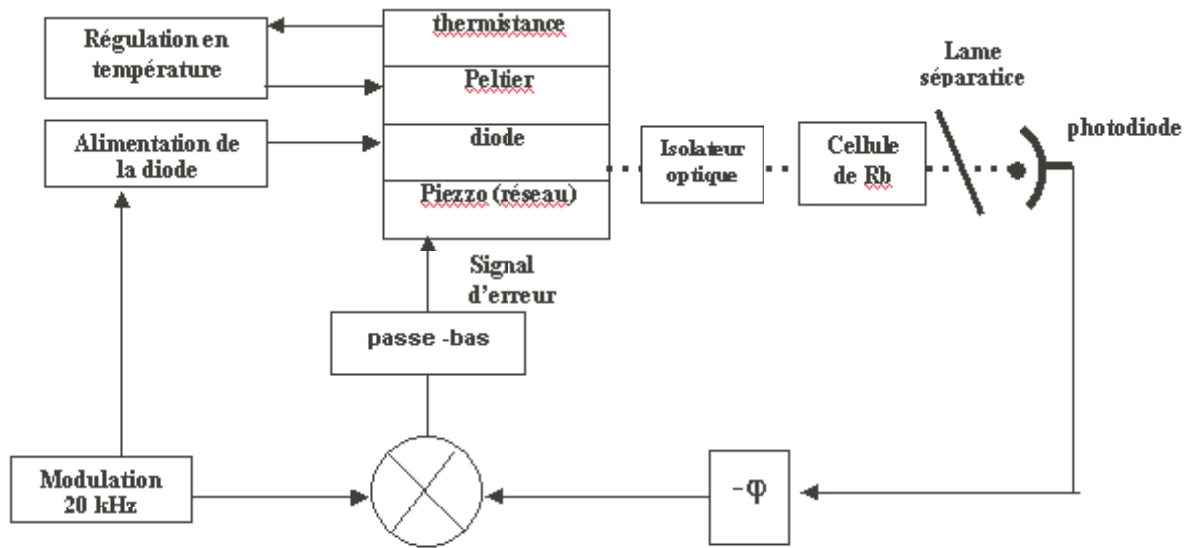 thermistance
Régulation en
température
Peltier
Lame
séparatice
photodiode
Alimentation de
la diode
diode
Isolateur
optique
Cellule
de Rb
Piezzo (réseau)
Signal
d'erreur
passe -bas
Modulation
20 kHz
-φ